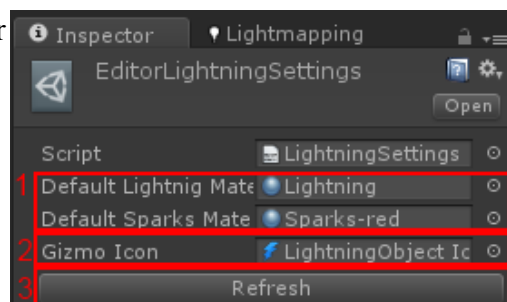 r
Inspector Lightmapping
EditorLightningSettings
Open
Script LightningSettings
1 Default Lightnig Mate Lightning
Default Sparks Mate Sparks-red
2 Gizmo Icon LightningObject Ic
3 Refresh